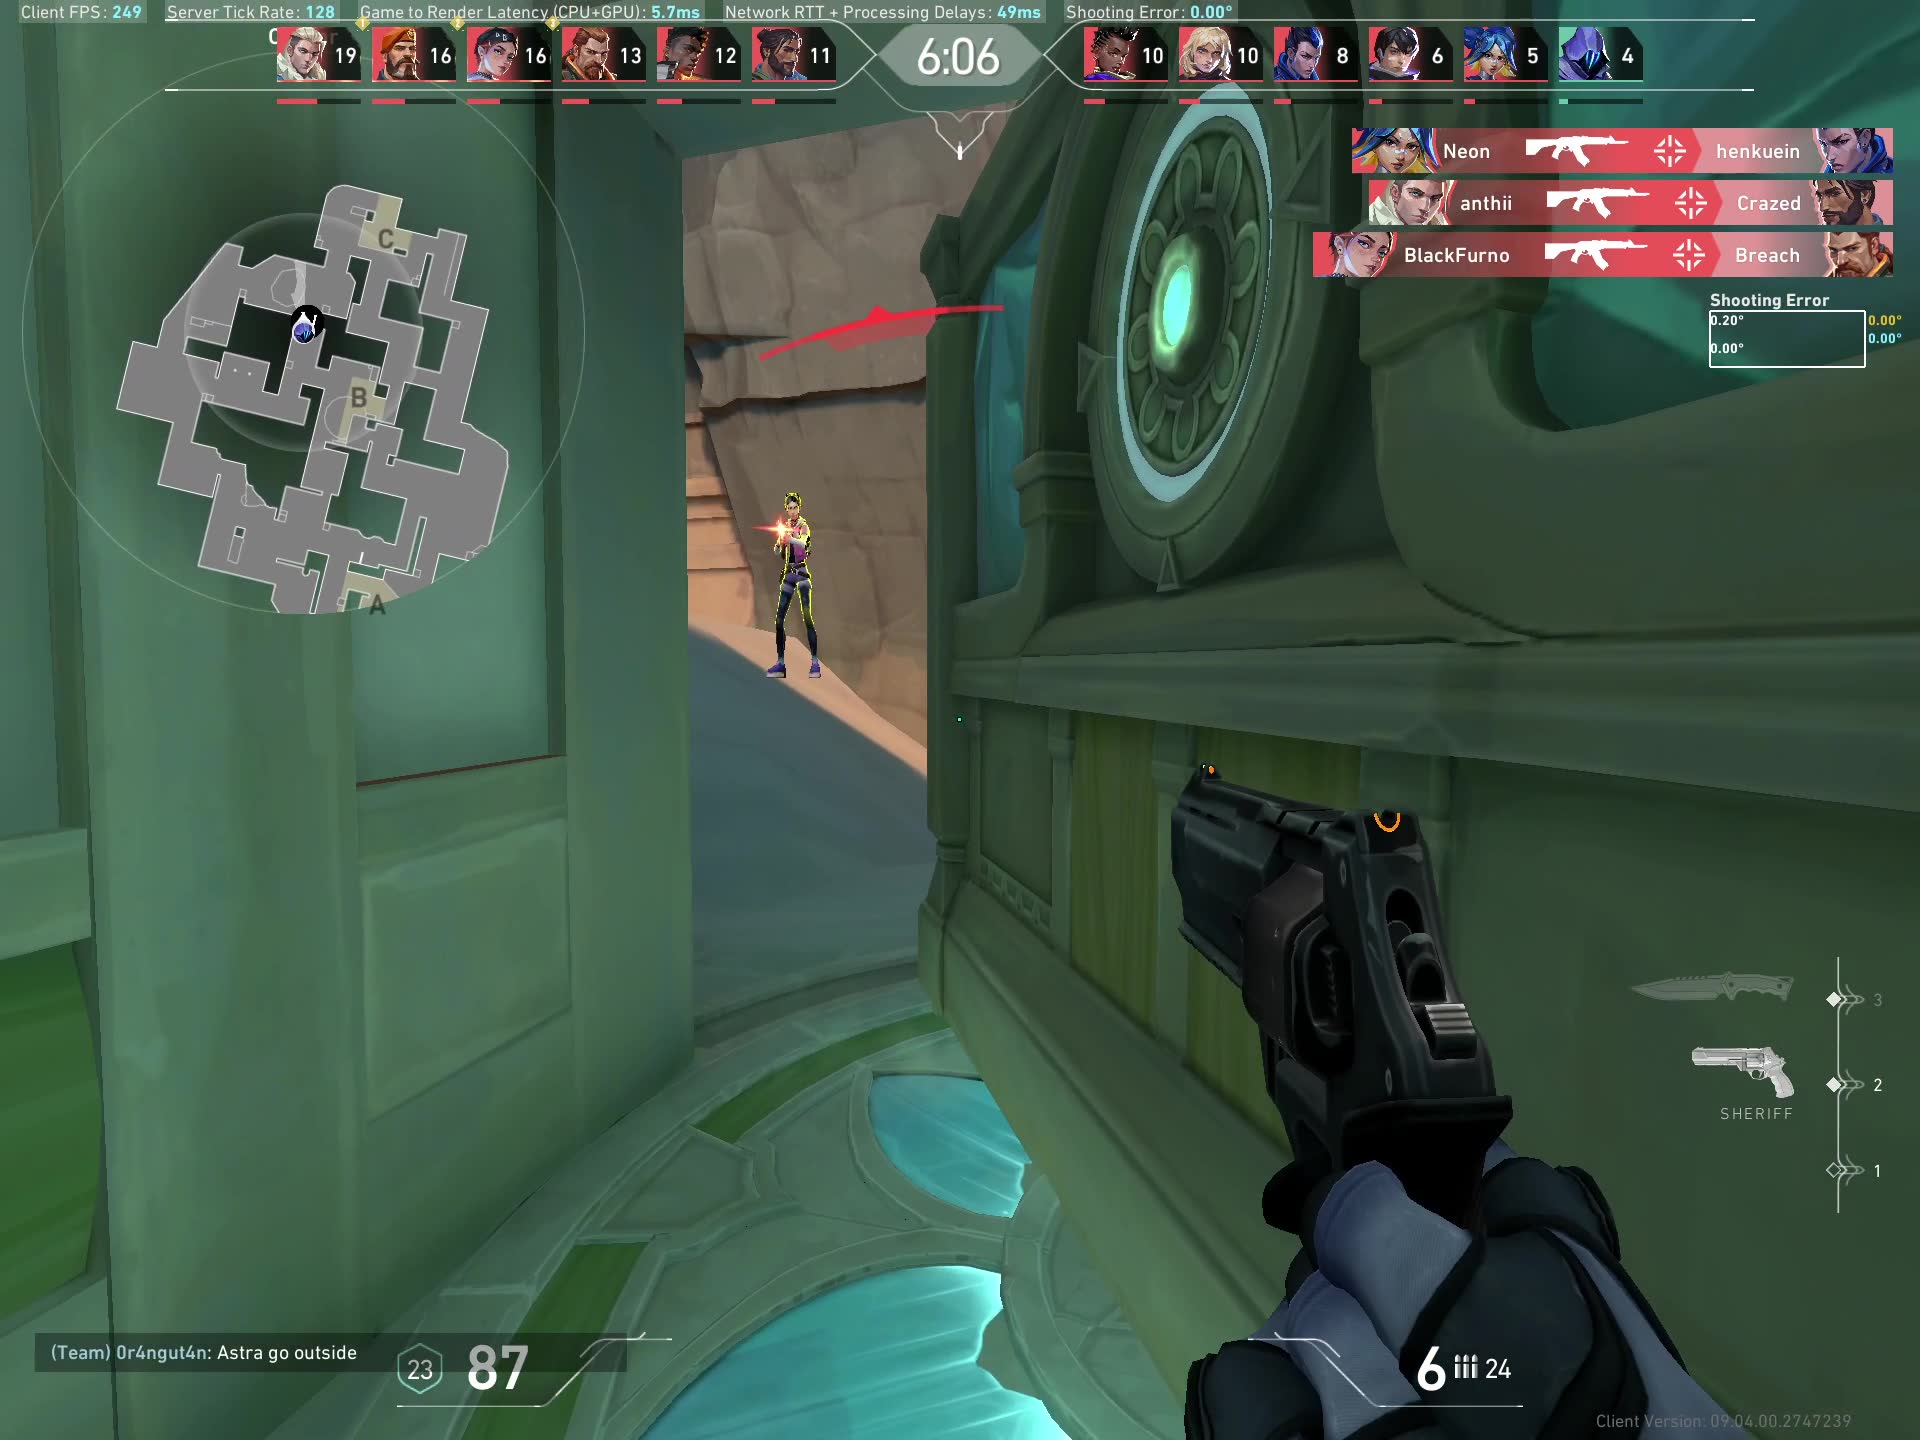 Client FPS: 249 Server Tick Rate: 128 Game to Render Latency (CPU+GPU): 5.7ms Network RTT + Processing Delays: 49ms Shooting Error: 0.00°
19 16 16 13 12 11 6:06 10 10 8 6 5 4
Neon henkuein
anthii Crazed
BlackFurno Breach
Shooting Error
0.20° 0.00°
0.00° 0.00°
C
B
A
3
2
SHERIFF
1
(Team) 0r4ngut4n: Astra go outside
23 87
6 24
Client Version: 09.04.00.2747239